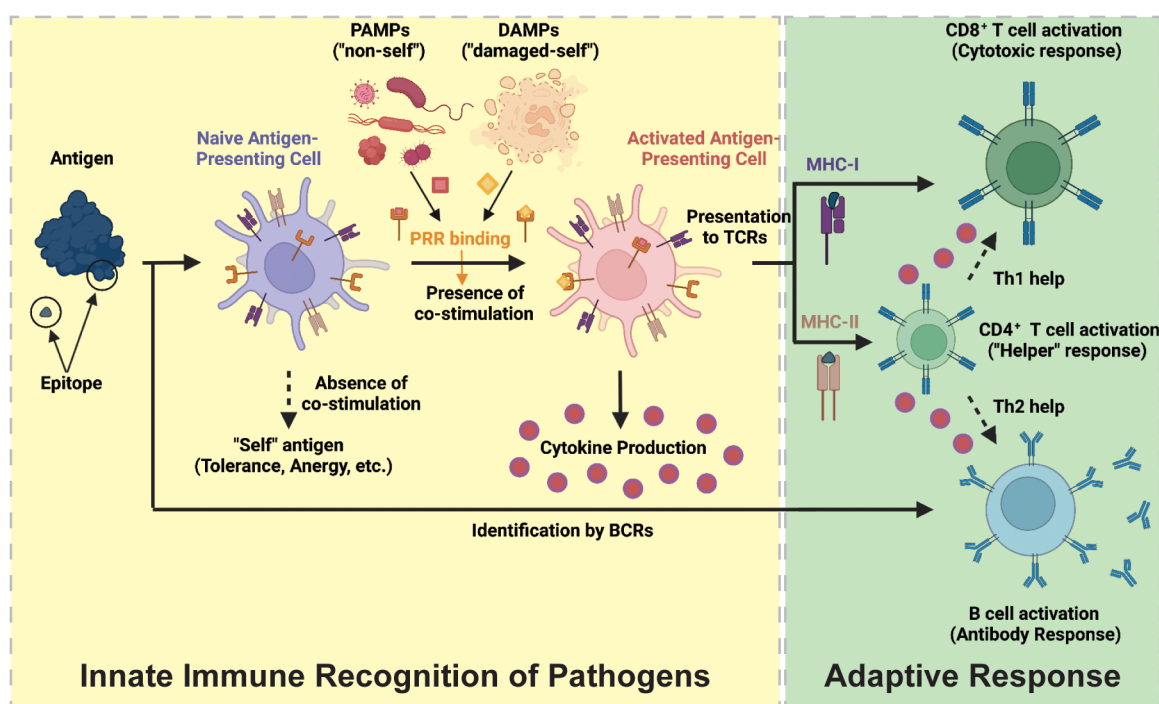 PAMPs
("non-self")
DAMPs
("damaged-self")
CD8⁺ T cell activation
(Cytotoxic response)
Antigen
Naive Antigen-
Presenting Cell
Activated Antigen-
Presenting Cell
MHC-I
PRR binding
Presentation
to TCRs
Presence of
co-stimulation
Th1 help
MHC-II
CD4⁺ T cell activation
("Helper" response)
Epitope
Absence of
co-stimulation
Th2 help
"Self" antigen
(Tolerance, Anergy, etc.)
Cytokine Production
Identification by BCRs
B cell activation
(Antibody Response)
Innate Immune Recognition of Pathogens
Adaptive Response